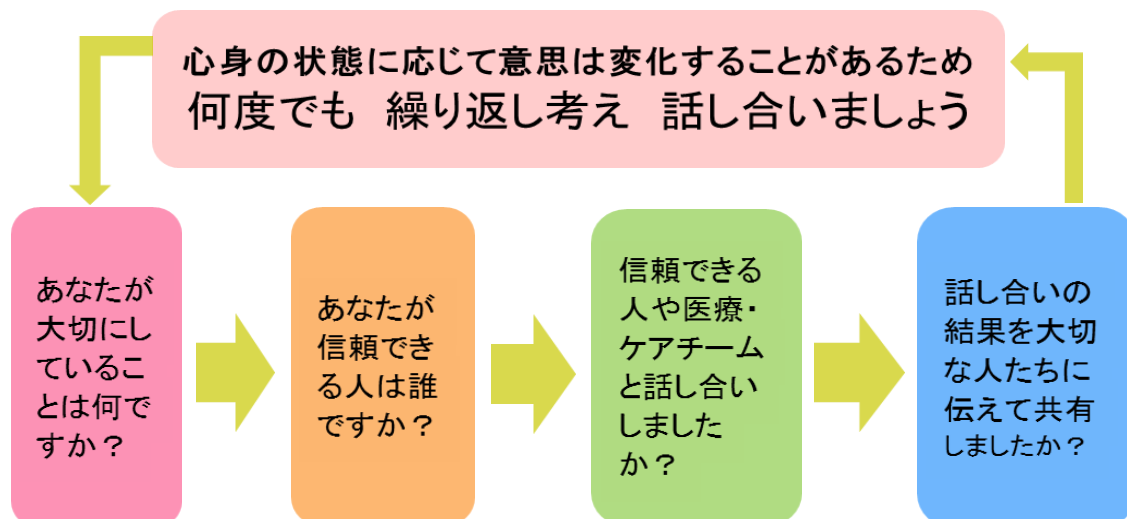 心身の状態に応じて意思は変化することがあるため
何度でも　繰り返し考え　話し合いましょう
あなたが
大切にし
ているこ
とは何で
すか？
あなたが
信頼でき
る人は誰
ですか？
信頼できる
人や医療・
ケアチーム
と話し合い
しました
か？
話し合いの
結果を大切
な人たちに
伝えて共有
しましたか？